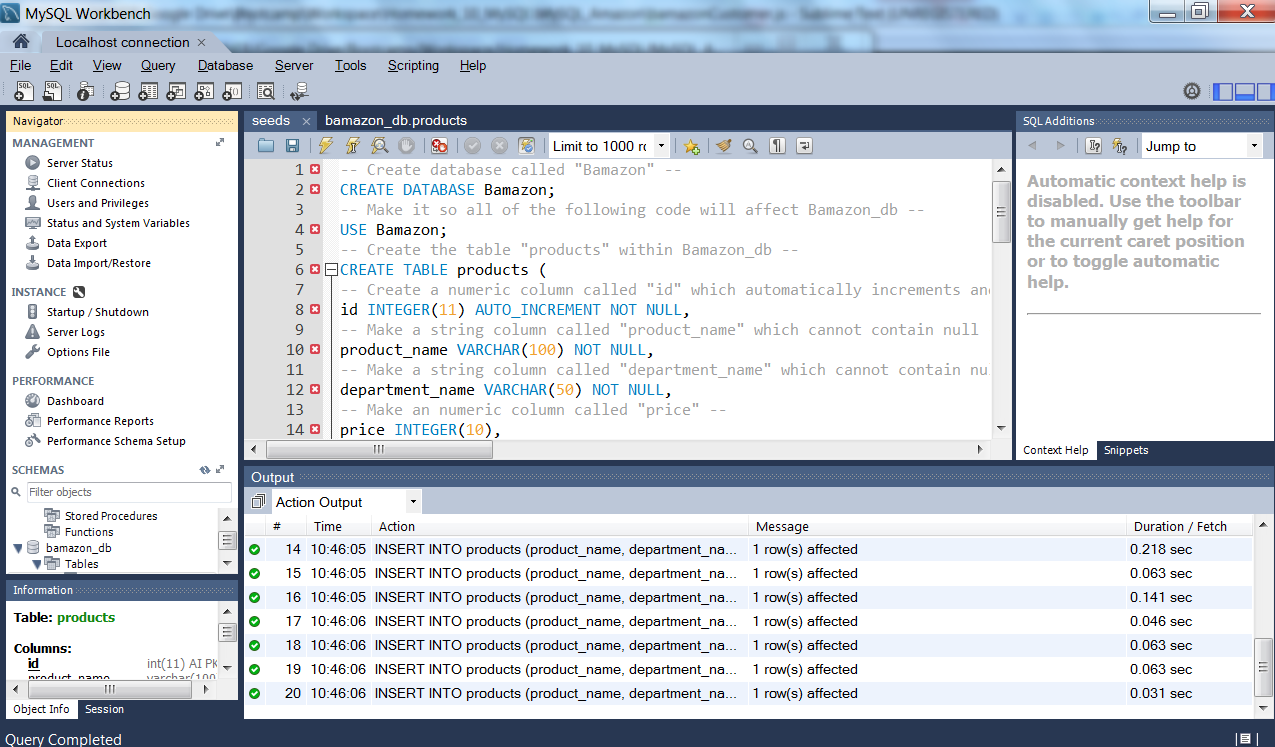 MySQL Workbench
Localhost connection
File Edit View Query Database Server Tools Scripting Help
Navigator
MANAGEMENT
Server Status
Client Connections
Users and Privileges
Status and System Variables
Data Export
Data Import/Restore
INSTANCE
Startup / Shutdown
Server Logs
Options File
PERFORMANCE
Dashboard
Performance Reports
Performance Schema Setup
SCHEMAS
Filter objects
Stored Procedures
Functions
bamazon_db
Tables
Information
Table: products
Columns:
id int(11) AI PK
product_name varchar(100
Object Info Session
seeds bamazon_db.products
Limit to 1000 r
1 -- Create database called "Bamazon" --
2 CREATE DATABASE Bamazon;
3 -- Make it so all of the following code will affect Bamazon_db --
4 USE Bamazon;
5 -- Create the table "products" within Bamazon_db --
6 CREATE TABLE products (
7 -- Create a numeric column called "id" which automatically increments and
8 id INTEGER(11) AUTO_INCREMENT NOT NULL,
9 -- Make a string column called "product_name" which cannot contain null
10 product_name VARCHAR(100) NOT NULL,
11 -- Make a string column called "department_name" which cannot contain nu
12 department_name VARCHAR(50) NOT NULL,
13 -- Make an numeric column called "price" --
14 price INTEGER(10),
SQL Additions
Jump to
Automatic context help is
disabled. Use the toolbar
to manually get help for
the current caret position
or to toggle automatic
help.
Context Help Snippets
Output
Action Output
# Time Action Message Duration / Fetch
14 10:46:05 INSERT INTO products (product_name, department_na... 1 row(s) affected 0.218 sec
15 10:46:05 INSERT INTO products (product_name, department_na... 1 row(s) affected 0.063 sec
16 10:46:05 INSERT INTO products (product_name, department_na... 1 row(s) affected 0.141 sec
17 10:46:06 INSERT INTO products (product_name, department_na... 1 row(s) affected 0.046 sec
18 10:46:06 INSERT INTO products (product_name, department_na... 1 row(s) affected 0.063 sec
19 10:46:06 INSERT INTO products (product_name, department_na... 1 row(s) affected 0.063 sec
20 10:46:06 INSERT INTO products (product_name, department_na... 1 row(s) affected 0.031 sec
Query Completed